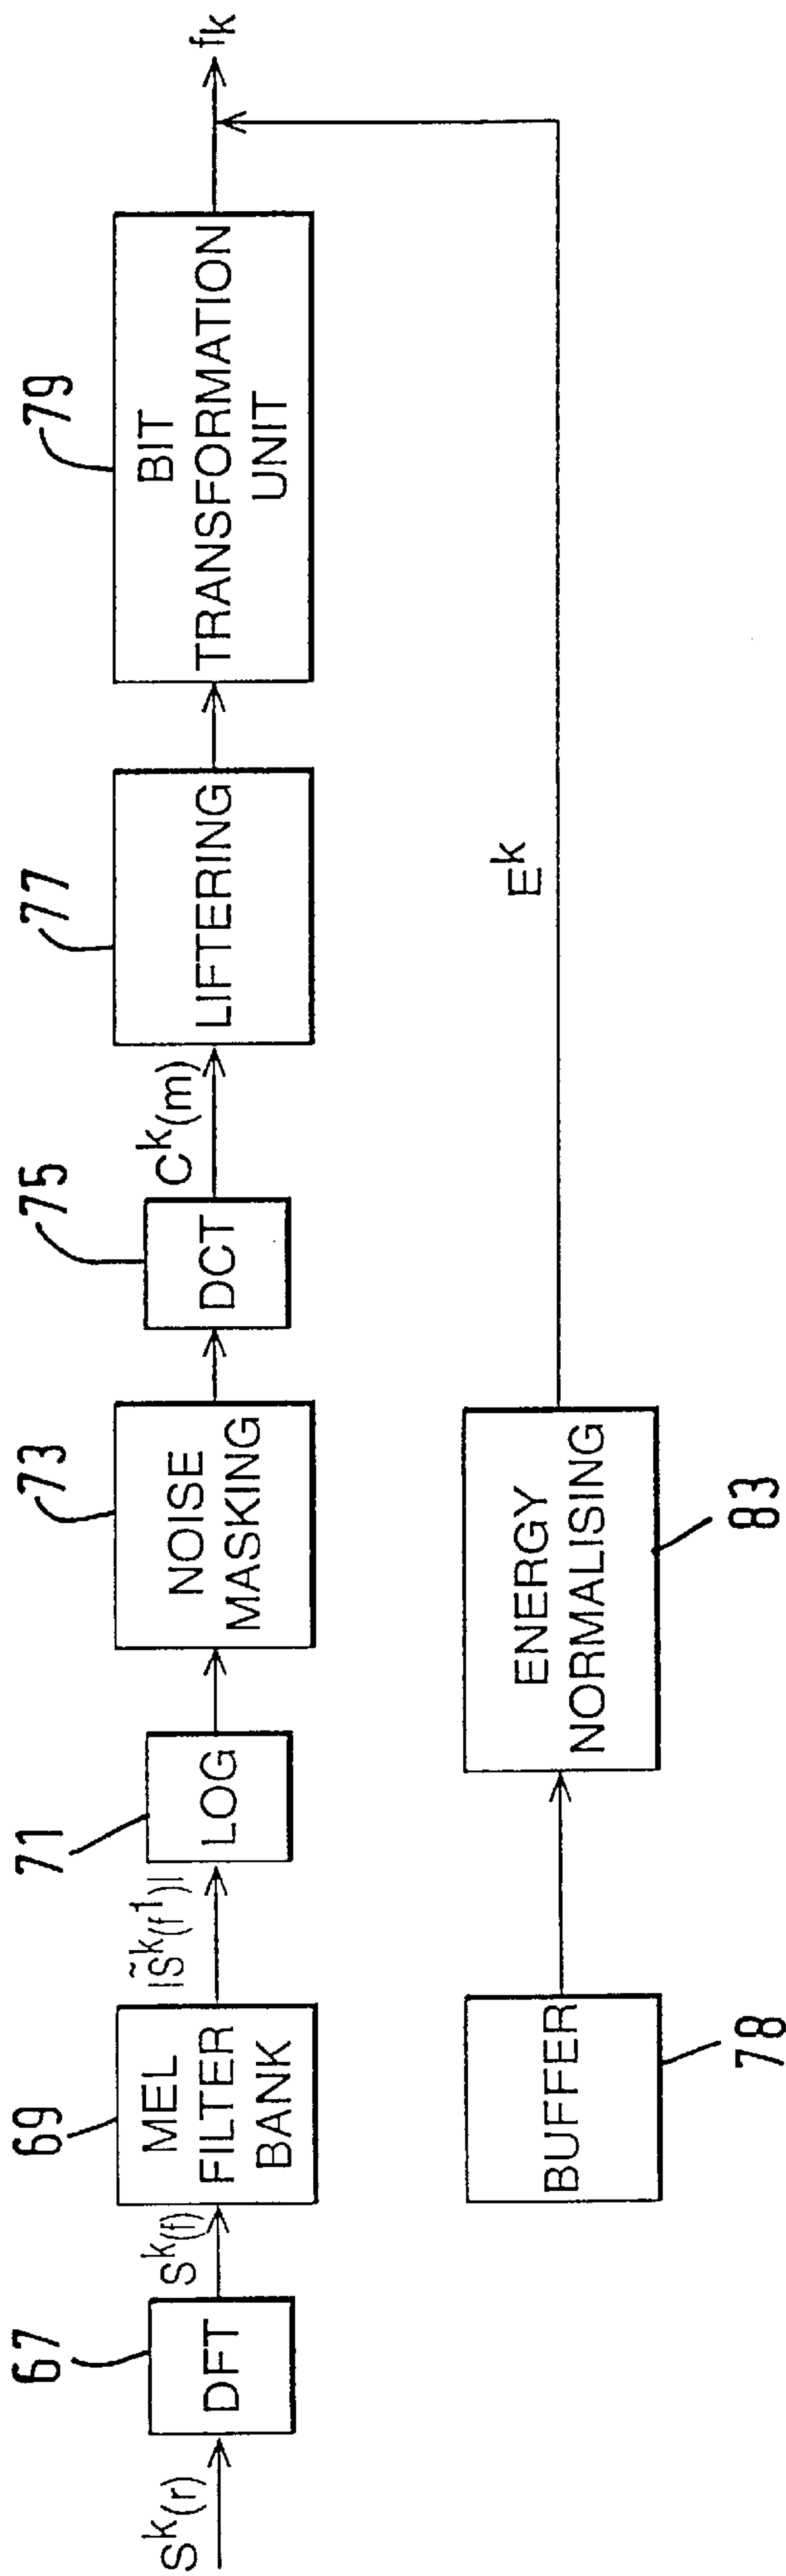 67
69
71
73
75
77
79
S^k(r)
DFT
S^k(f)
MEL
FILTER
BANK
|S̃^k(f^1)|
LOG
NOISE
MASKING
DCT
C^k(m)
LIFTERING
BIT
TRANSFORMATION
UNIT
f_k
BUFFER
ENERGY
NORMALISING
E^k
78
83